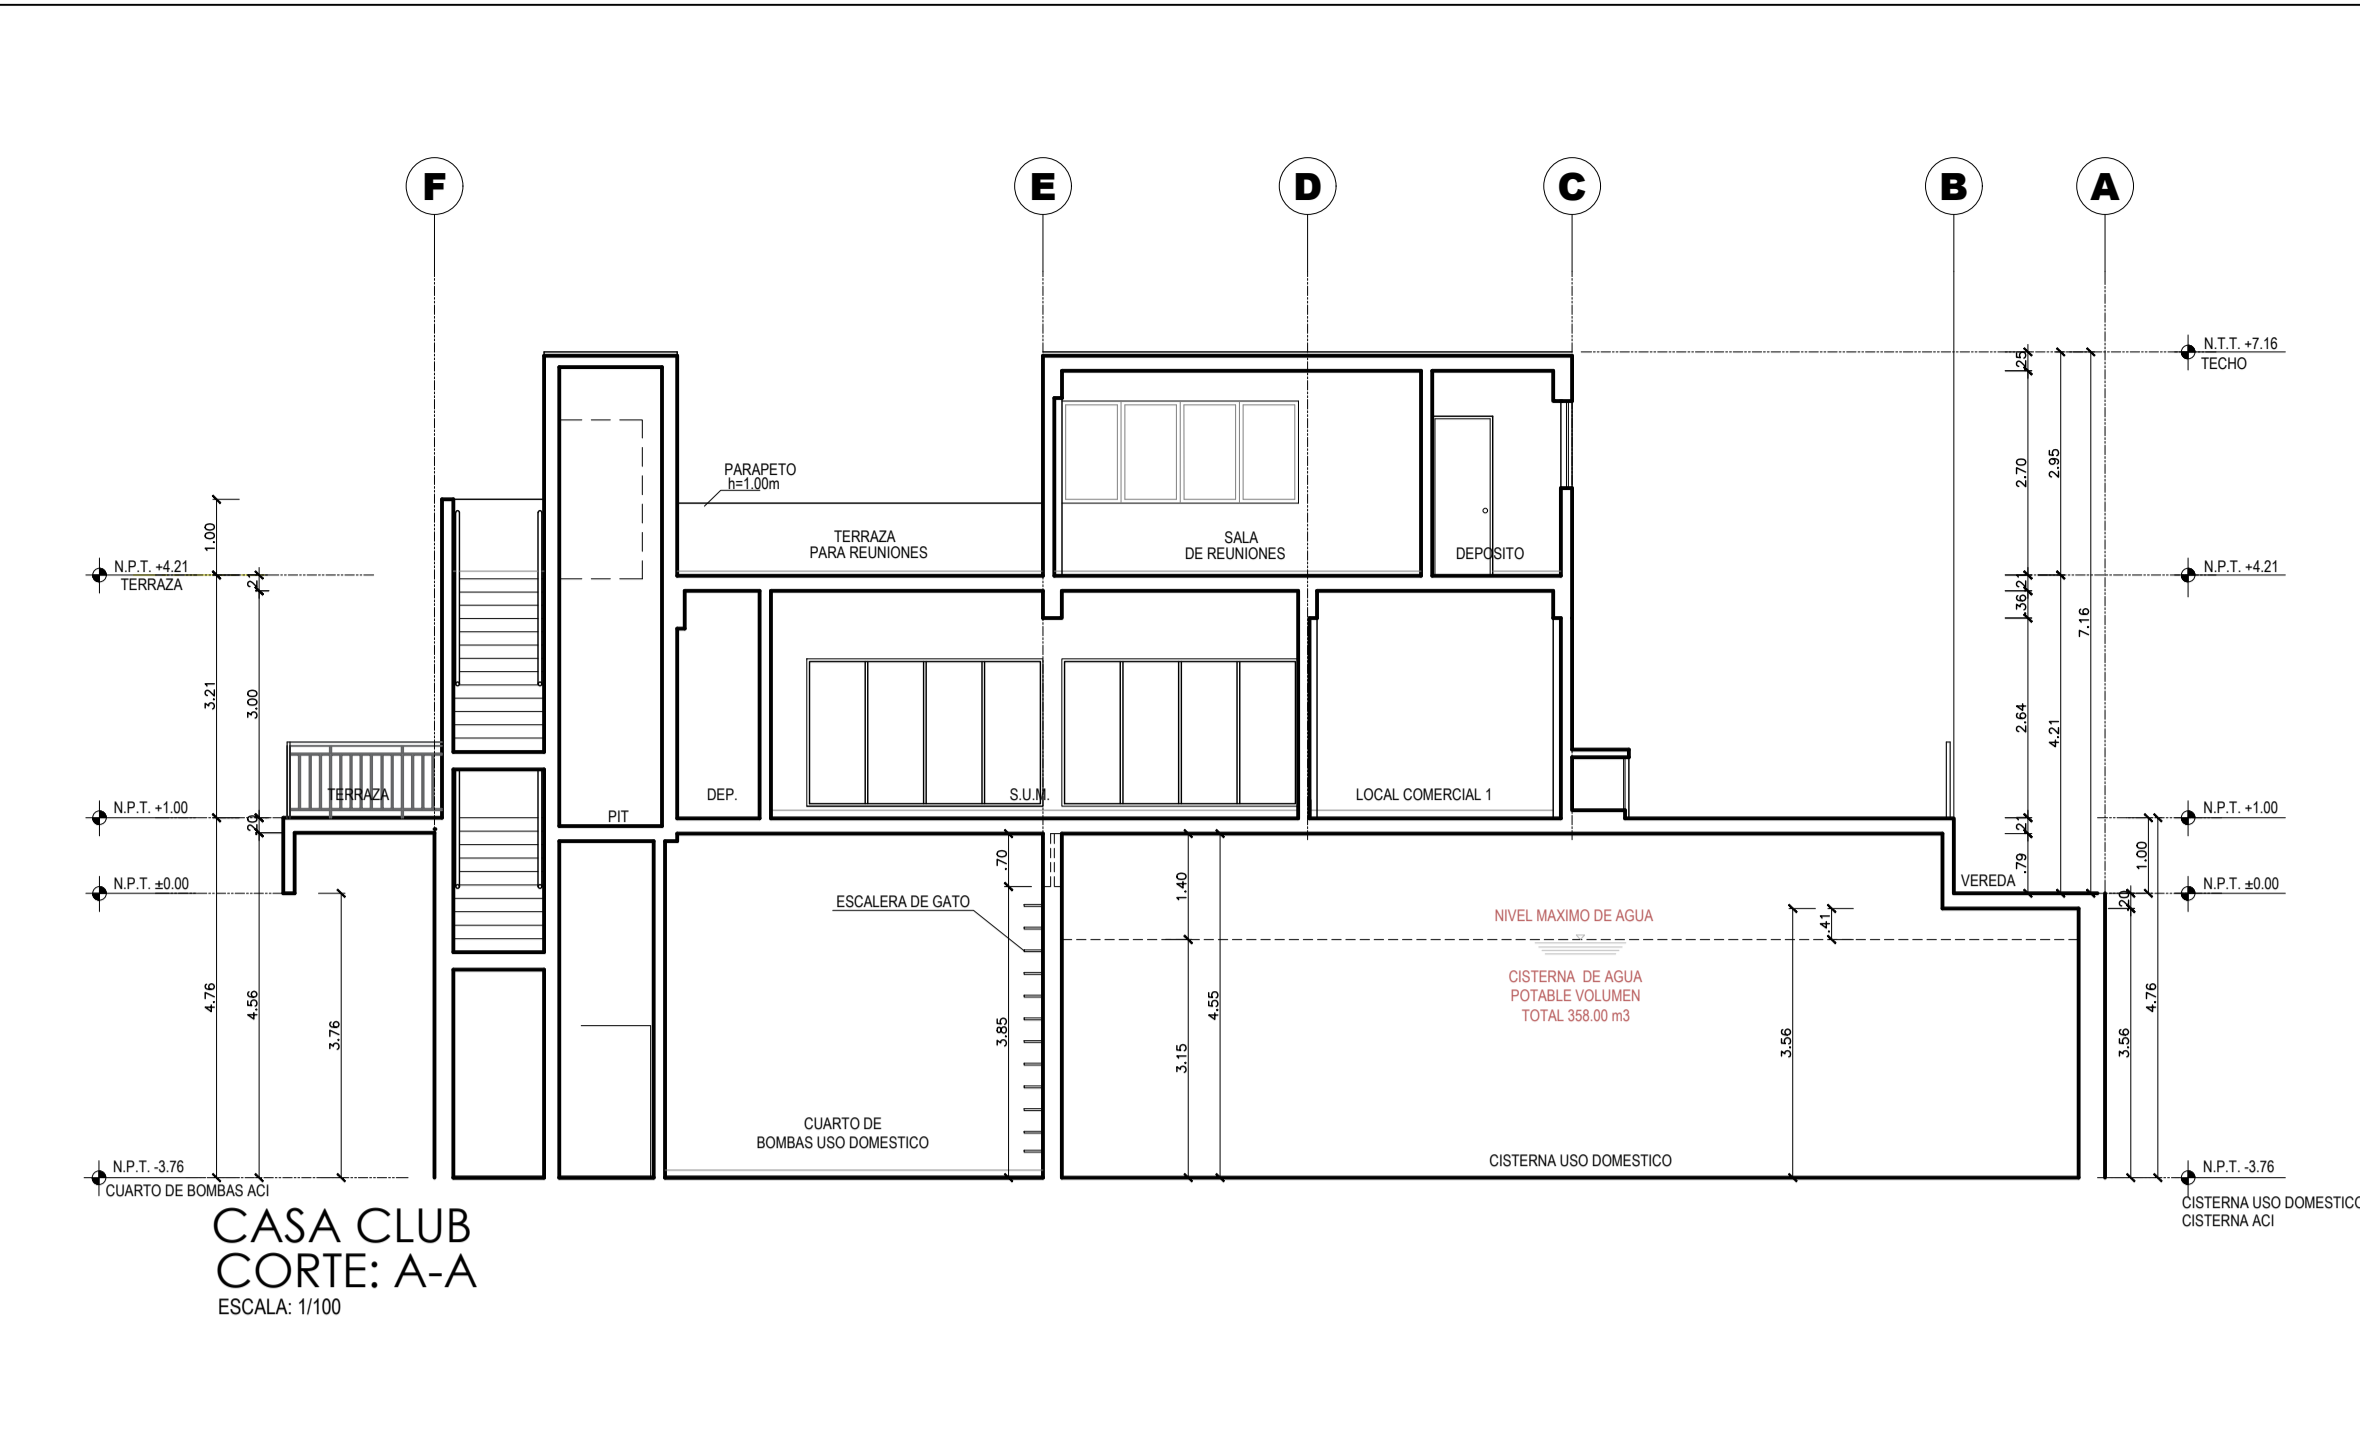 F
E
D
C
B
A
N.T.T. +7.16
TECHO
.25
2.70
2.95
PARAPETO
h=1.00m
TERRAZA
PARA REUNIONES
SALA
DE REUNIONES
DEPOSITO
1.00
N.P.T. +4.21
TERRAZA
.21
N.P.T. +4.21
.21
.36
7.16
3.21
3.00
2.64
4.21
TERRAZA
PIT
DEP.
S.U.M.
LOCAL COMERCIAL 1
N.P.T. +1.00
.20
N.P.T. +1.00
.21
.79
1.00
.70
1.40
N.P.T. ±0.00
VEREDA
N.P.T. ±0.00
.20
ESCALERA DE GATO
NIVEL MAXIMO DE AGUA
.41
CISTERNA DE AGUA
POTABLE VOLUMEN
TOTAL 358.00 m3
4.76
4.56
3.76
3.85
4.55
3.15
3.56
3.56
4.76
CUARTO DE
BOMBAS USO DOMESTICO
CISTERNA USO DOMESTICO
N.P.T. -3.76
CUARTO DE BOMBAS ACI
N.P.T. -3.76
CISTERNA USO DOMESTICO
CISTERNA ACI
CASA CLUB
CORTE: A-A
ESCALA: 1/100